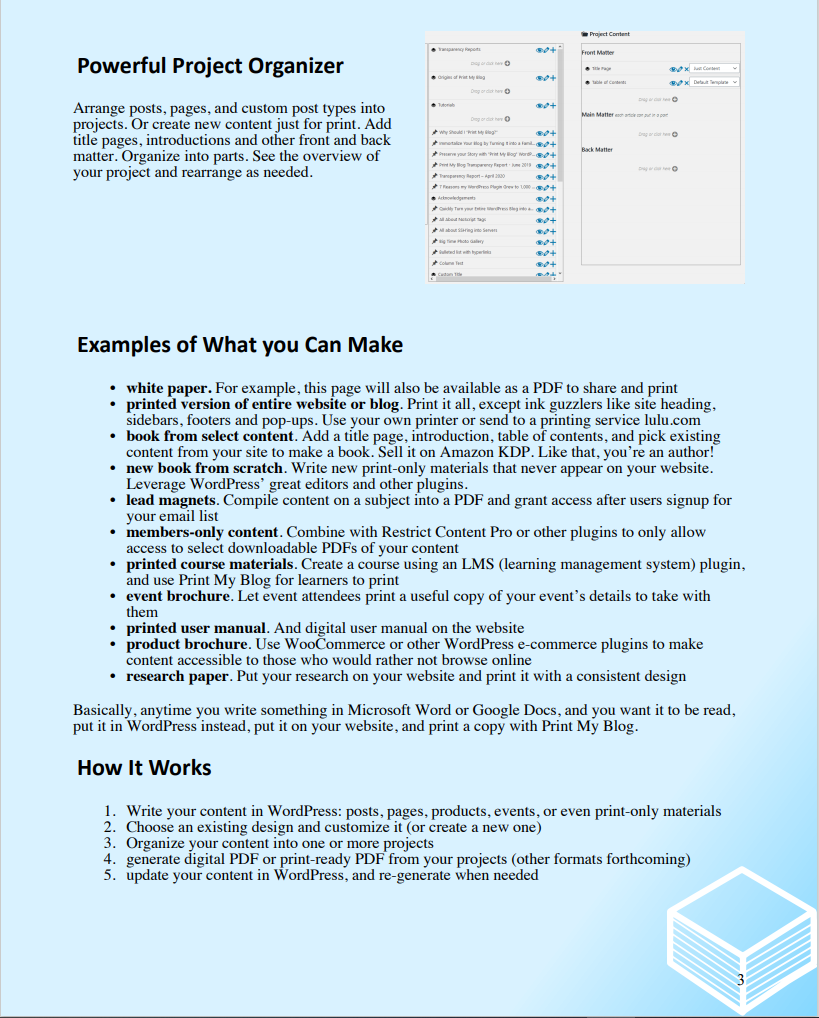 Powerful Project Organizer
Arrange posts, pages, and custom post types into
projects. Or create new content just for print. Add
title pages, introductions and other front and back
matter. Organize into parts. See the overview of
your project and rearrange as needed.
Transparency Reports
Drag or click here
Origins of Print My Blog
Drag or click here
Tutorials
Drag or click here
Why Should I "Print My Blog?"
Immortalize Your Blog by Turning it into a Famil...
Preserve your Story with "Print My Blog" WordP...
Print My Blog Transparency Report - June 2019
Transparency Report – April 2020
7 Reasons my WordPress Plugin Grew to 1,000 ...
Acknowledgements
Quickly Turn your Entire WordPress Blog into a...
All about NoScript Tags
All about SSHing into Servers
Big Time Photo Gallery
Bulleted list with hyperlinks
Column Test
Custom Title
Project Content
Front Matter
Title Page Just Content
Table of Contents Default Template
Drag or click here
Main Matter each article can put in a part
Drag or click here
Back Matter
Drag or click here
Examples of What you Can Make
• white paper. For example, this page will also be available as a PDF to share and print
• printed version of entire website or blog. Print it all, except ink guzzlers like site heading,
sidebars, footers and pop-ups. Use your own printer or send to a printing service lulu.com
• book from select content. Add a title page, introduction, table of contents, and pick existing
content from your site to make a book. Sell it on Amazon KDP. Like that, you’re an author!
• new book from scratch. Write new print-only materials that never appear on your website.
Leverage WordPress’ great editors and other plugins.
• lead magnets. Compile content on a subject into a PDF and grant access after users signup for
your email list
• members-only content. Combine with Restrict Content Pro or other plugins to only allow
access to select downloadable PDFs of your content
• printed course materials. Create a course using an LMS (learning management system) plugin,
and use Print My Blog for learners to print
• event brochure. Let event attendees print a useful copy of your event’s details to take with
them
• printed user manual. And digital user manual on the website
• product brochure. Use WooCommerce or other WordPress e-commerce plugins to make
content accessible to those who would rather not browse online
• research paper. Put your research on your website and print it with a consistent design
Basically, anytime you write something in Microsoft Word or Google Docs, and you want it to be read,
put it in WordPress instead, put it on your website, and print a copy with Print My Blog.
How It Works
1. Write your content in WordPress: posts, pages, products, events, or even print-only materials
2. Choose an existing design and customize it (or create a new one)
3. Organize your content into one or more projects
4. generate digital PDF or print-ready PDF from your projects (other formats forthcoming)
5. update your content in WordPress, and re-generate when needed
3